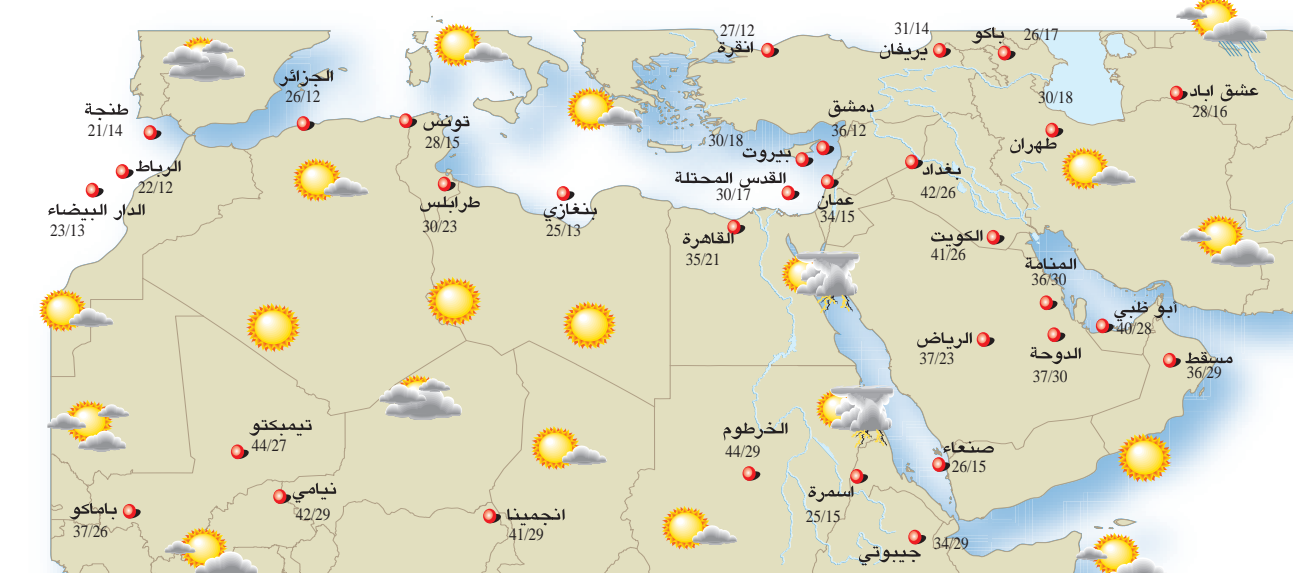 27/12
انقرة
31/14
يريفان
باكو
26/17
عشق اباد
28/16
الجزائر
26/12
طنجة
21/14
تونس
28/15
دمشق
36/12
30/18
طهران
30/18
بيروت
بغداد
42/26
الرباط
22/12
الدار البيضاء
23/13
طرابلس
30/23
بنغازي
25/13
القدس المحتلة
30/17
عمان
34/15
القاهرة
35/21
الكويت
41/26
المنامة
36/30
ابو ظبي
40/28
الرياض
37/23
الدوحة
37/30
مسقط
36/29
تيمبكتو
44/27
الخرطوم
44/29
صنعاء
26/15
نيامي
42/29
باماكو
37/26
انجمينا
41/29
اسمرة
25/15
جيبوتي
34/29